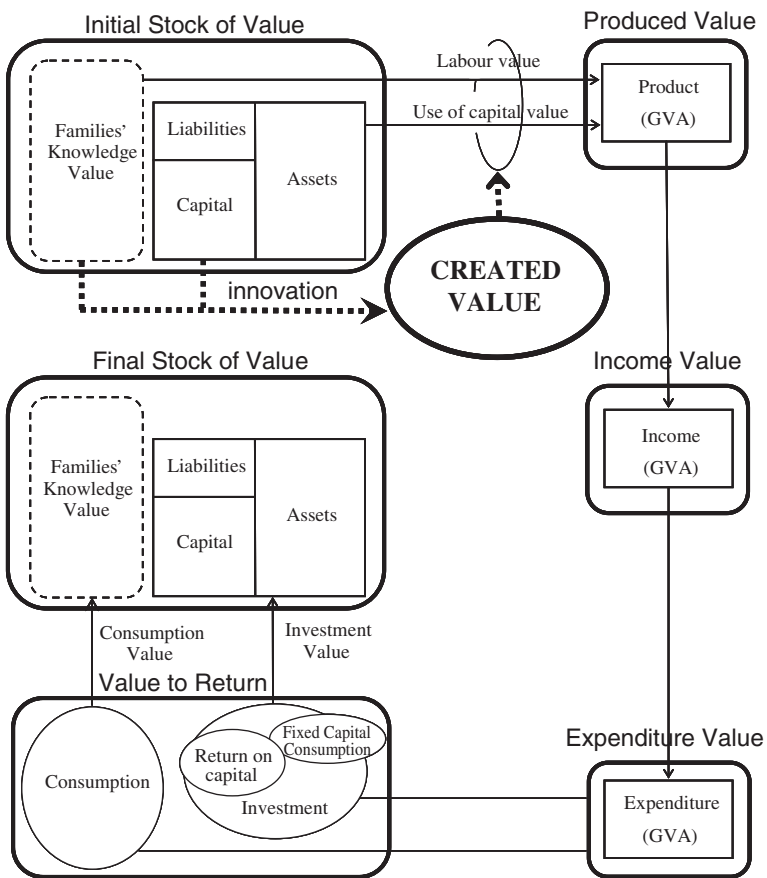 Initial Stock of Value
Produced Value
Labour value
Use of capital value
Families'
Knowledge
Value
Liabilities
Capital
Assets
Product
(GVA)
innovation
CREATED
VALUE
Final Stock of Value
Income Value
Families'
Knowledge
Value
Liabilities
Capital
Assets
Income
(GVA)
Consumption
Value
Investment
Value
Value to Return
Expenditure Value
Consumption
Return on
capital
Fixed Capital
Consumption
Investment
Expenditure
(GVA)